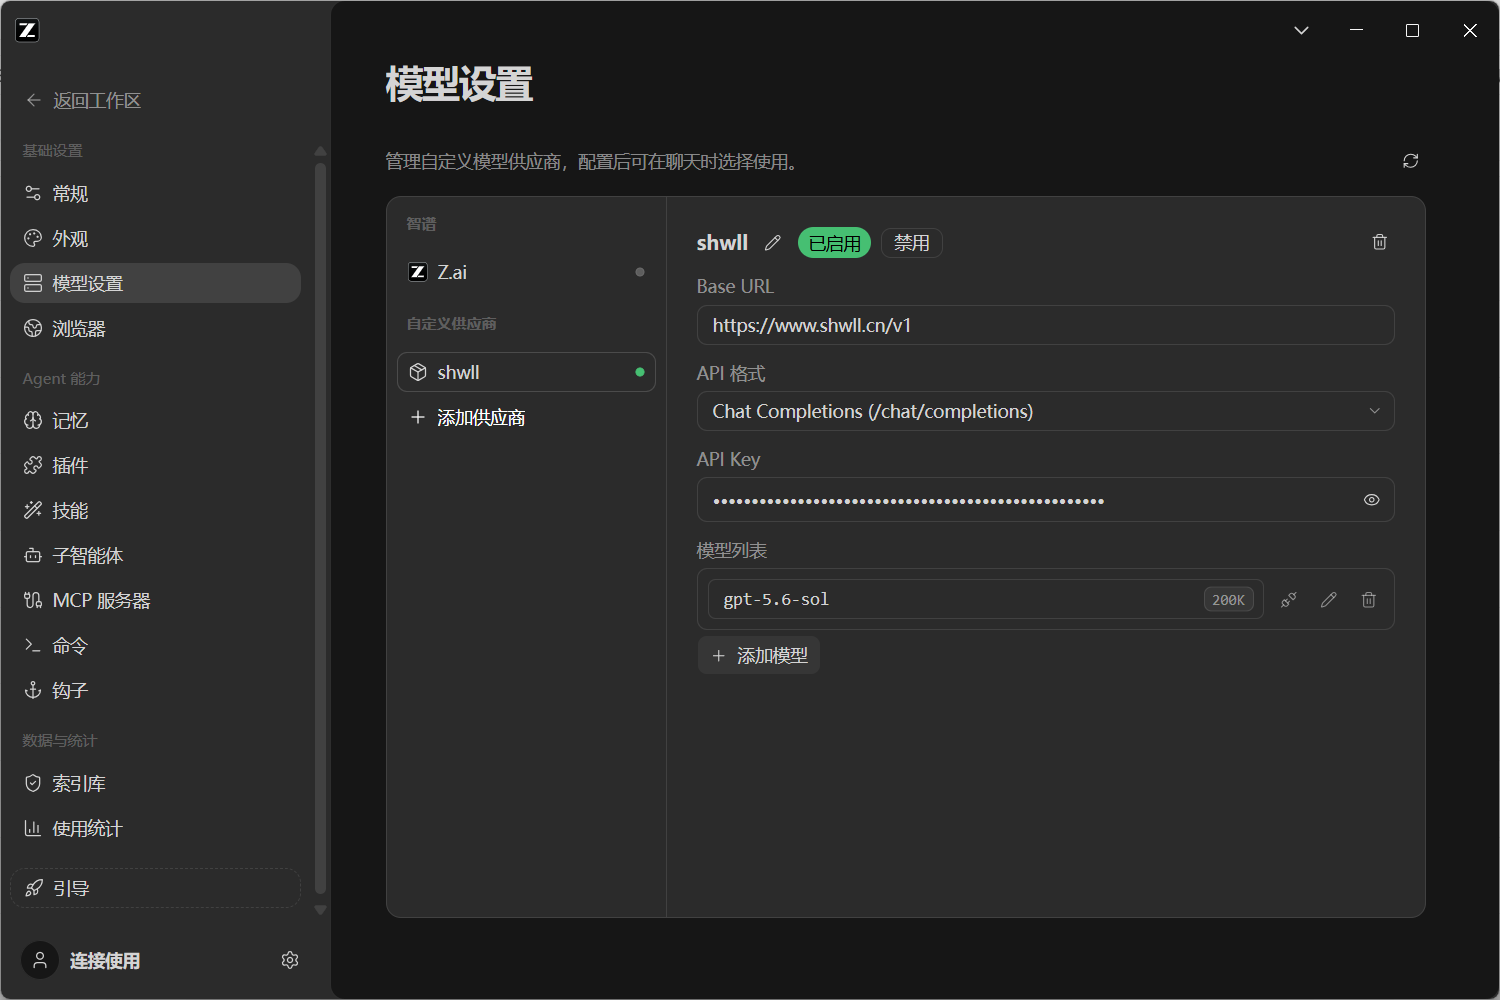 返回工作区
基础设置
常规
外观
模型设置
浏览器
Agent 能力
记忆
插件
技能
子智能体
MCP 服务器
命令
钩子
数据与统计
索引库
使用统计
引导
连接使用
模型设置
管理自定义模型供应商，配置后可在聊天时选择使用。
智谱
Z.ai
自定义供应商
shwll
添加供应商
shwll 已启用 禁用
Base URL
https://www.shwll.cn/v1
API 格式
Chat Completions (/chat/completions)
API Key
模型列表
gpt-5.6-sol 200K
添加模型